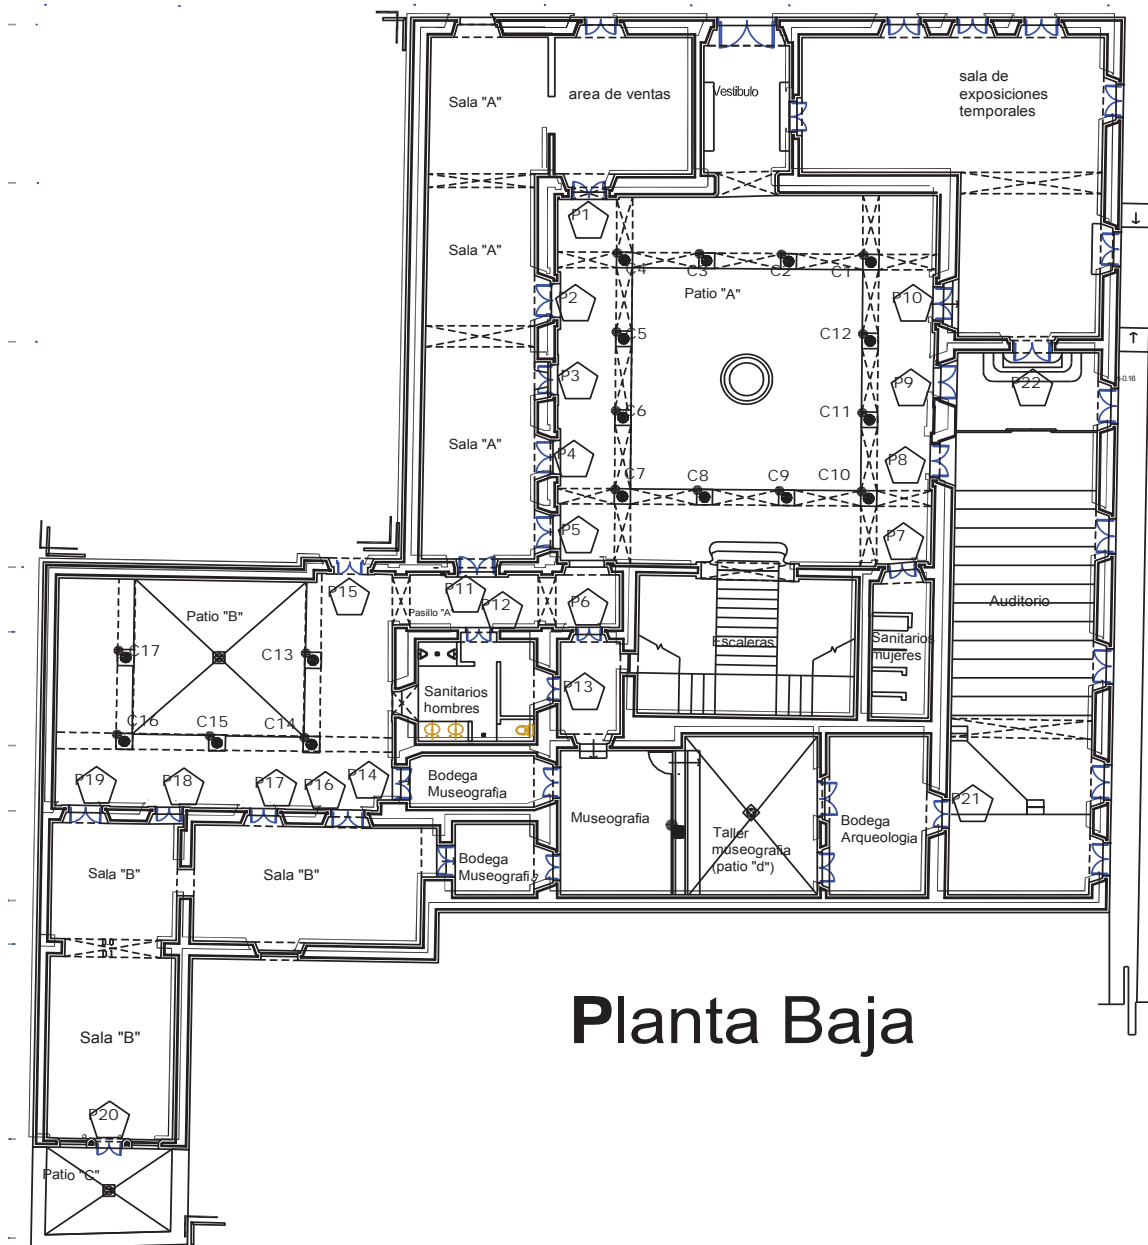 Sala "A"
area de ventas
Vestibulo
sala de
exposiciones
temporales
P1
C4
C3
C2
C1
Sala "A"
P2
Patio "A"
P10
C5
C12
P3
P9
P22
-0.16
C6
C11
Sala "A"
P4
P8
C7
C8
C9
C10
P5
P7
P15
P11
P12
P6
Pasillo "A"
Patio "B"
Auditorio
C17
C13
Escaleras
Sanitarios
mujeres
Sanitarios
hombres
P13
C16
C15
C14
P19
P18
P17
P16
P14
Bodega
Museografia
P21
Museografia
Taller
museografia
(patio "d")
Bodega
Arqueologia
Sala "B"
Sala "B"
Bodega
Museografia
Planta Baja
Sala "B"
P20
Patio "C"